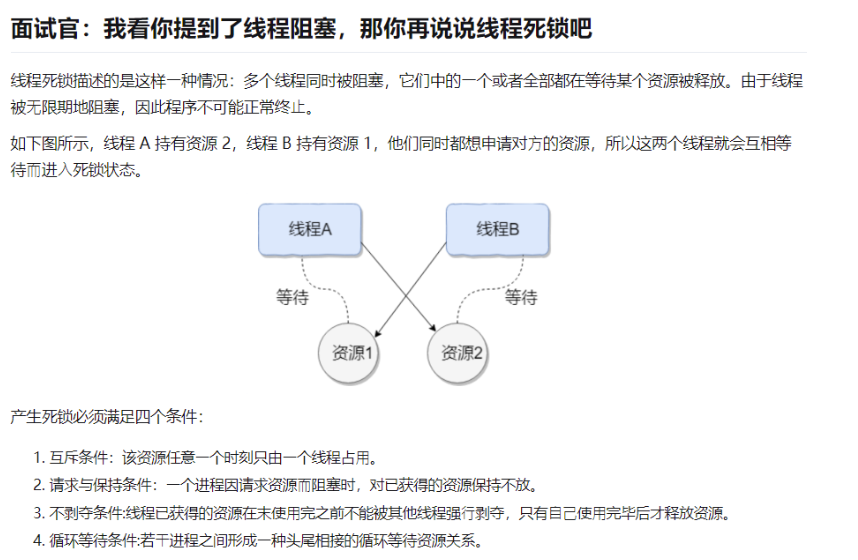 面试官：我看你提到了线程阻塞，那你再说说线程死锁吧
线程死锁描述的是这样一种情况：多个线程同时被阻塞，它们中的一个或者全部都在等待某个资源被释放。由于线程
被无限期地阻塞，因此程序不可能正常终止。
如下图所示，线程 A 持有资源 2，线程 B 持有资源 1，他们同时都想申请对方的资源，所以这两个线程就会互相等
待而进入死锁状态。
线程A
线程B
等待
等待
资源1
资源2
产生死锁必须满足四个条件：
1. 互斥条件：该资源任意一个时刻只由一个线程占用。
2. 请求与保持条件：一个进程因请求资源而阻塞时，对已获得的资源保持不放。
3. 不剥夺条件:线程已获得的资源在末使用完之前不能被其他线程强行剥夺，只有自己使用完毕后才释放资源。
4. 循环等待条件:若干进程之间形成一种头尾相接的循环等待资源关系。